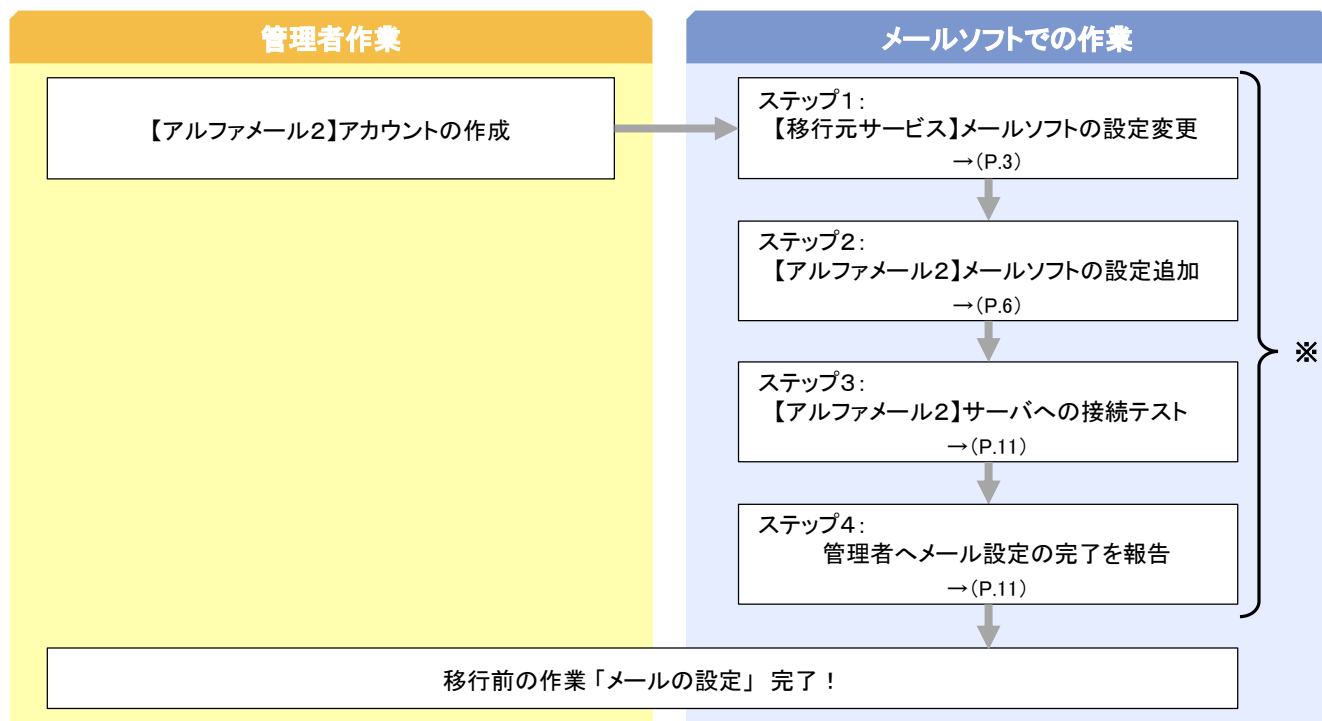 管理者作業
メールソフトでの作業
【アルファメール2】アカウントの作成
ステップ1:
【移行元サービス】メールソフトの設定変更
→(P.3)
ステップ2:
【アルファメール2】メールソフトの設定追加
→(P.6)
ステップ3:
【アルファメール2】サーバへの接続テスト
→(P.11)
ステップ4:
管理者へメール設定の完了を報告
→(P.11)
※
移行前の作業「メールの設定」 完了!